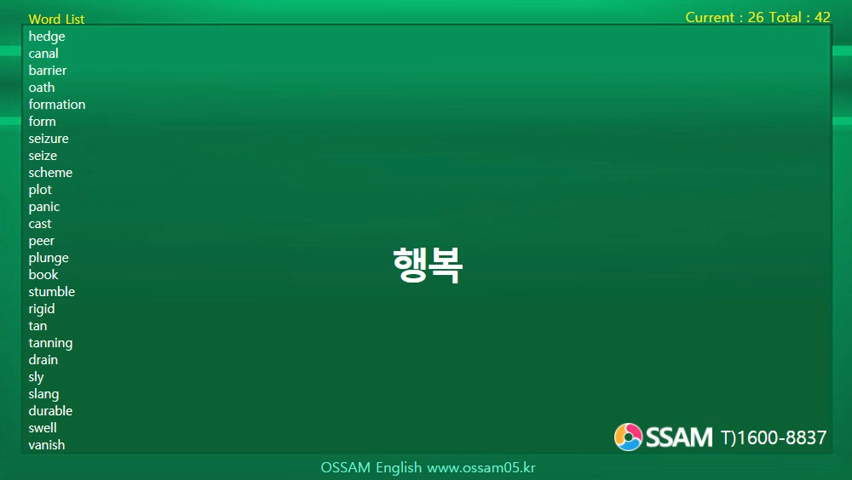 Word List
Current : 26 Total : 42
hedge
canal
barrier
oath
formation
form
seizure
seize
scheme
plot
panic
cast
peer
plunge
book
stumble
rigid
tan
tanning
drain
sly
slang
durable
swell
vanish
행복
OSSAM T)1600-8837
OSSAM English www.ossam05.kr